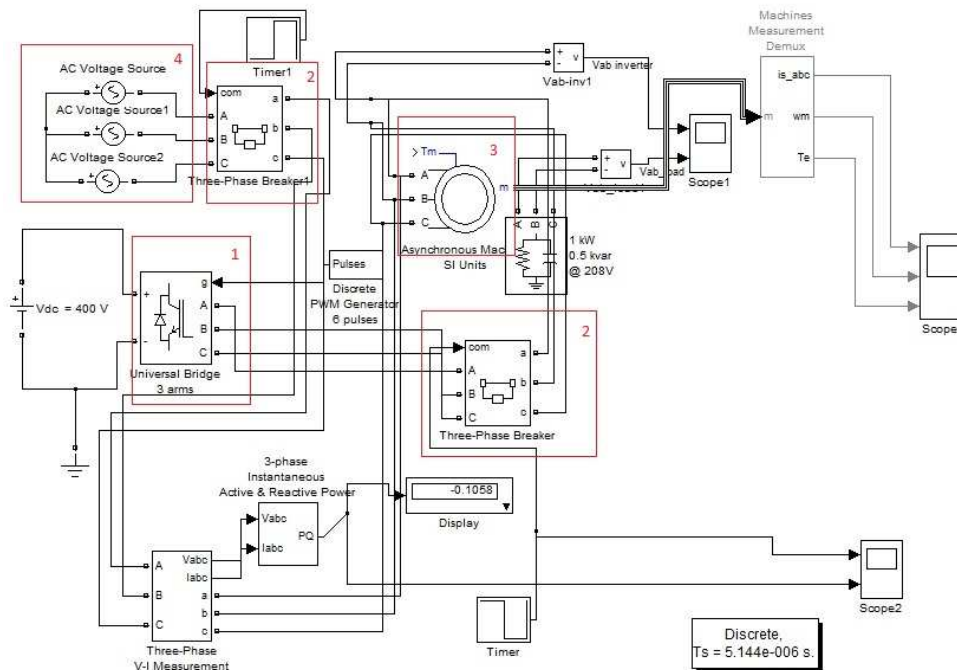 Machines
Measurement
Demux
is_abc
m
wm
Te
4
AC Voltage Source
AC Voltage Source1
AC Voltage Source2
Timer1
2
com
A
B
C
a
b
c
Three-Phase Breaker1
+
-
v
Vab-inv1
Vab inverter
3
Tm
A
B
C
m
Asynchronous Mac
SI Units
+
-
v
Scope1
A
B
C
1 kW
0.5 kvar
@ 208V
Scope
1
+
Vdc = 400 V
+
-
g
A
B
C
Universal Bridge
3 arms
Pulses
Discrete
PWM Generator
6 pulses
2
com
A
B
C
a
b
c
Three-Phase Breaker
3-phase
Instantaneous
Active & Reactive Power
Vabc
Iabc
PQ
-0.1058
Display
A
B
C
Vabc
Iabc
a
b
c
Three-Phase
V-I Measurement
Timer
Scope2
Discrete,
Ts = 5.144e-006 s.